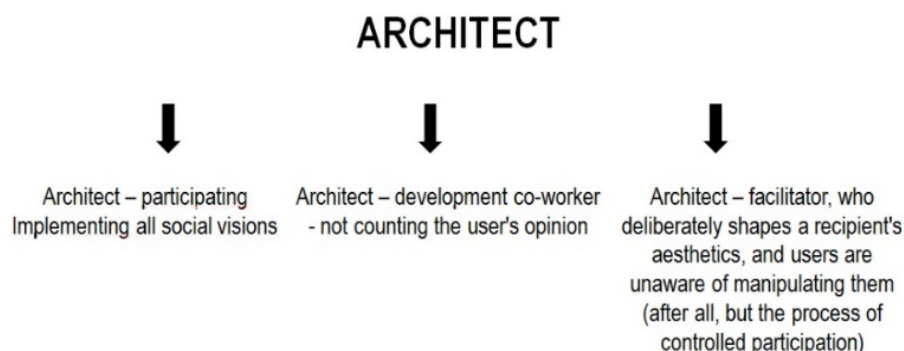 ARCHITECT
Architect – participating
Implementing all social visions
Architect – development co-worker
- not counting the user's opinion
Architect – facilitator, who
deliberately shapes a recipient's
aesthetics, and users are
unaware of manipulating them
(after all, but the process of
controlled participation)